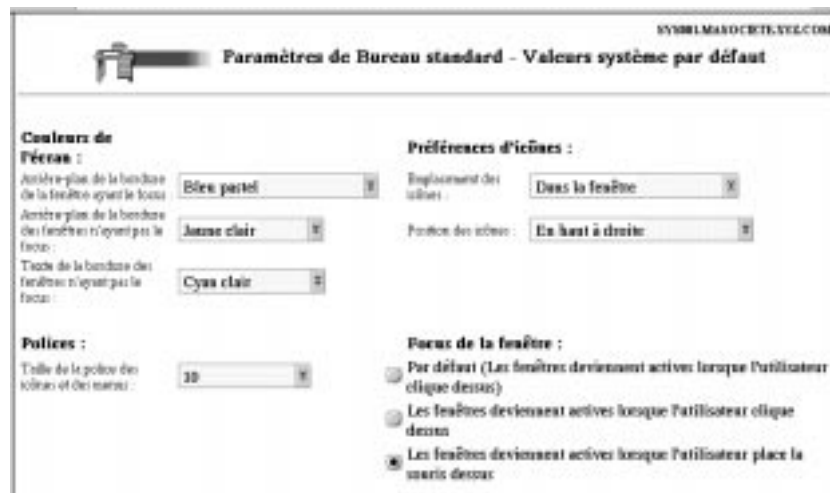 SYS001.MASOCIETE.XYZ.COM
Paramètres de Bureau standard - Valeurs système par défaut
Couleurs de
l'écran :
Arrière-plan de la bordure
de la fenêtre ayant le focus :
Bleu pastel
Arrière-plan de la bordure
des fenêtres n'ayant pas le
focus :
Jaune clair
Texte de la bordure des
fenêtres n'ayant pas le
focus :
Cyan clair
Préférences d'icônes :
Emplacement des
icônes :
Dans la fenêtre
Position des icônes :
En haut à droite
Polices :
Taille de la police des
icônes et des menus :
10
Focus de la fenêtre :
Par défaut (Les fenêtres deviennent actives lorsque l'utilisateur
clique dessus)
Les fenêtres deviennent actives lorsque l'utilisateur clique
dessus
Les fenêtres deviennent actives lorsque l'utilisateur place la
souris dessus